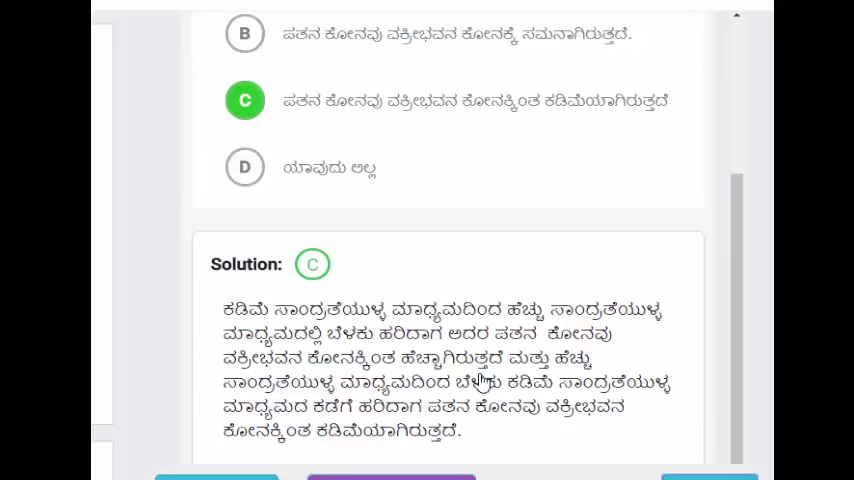 B ಪತನ ಕೋನವು ವಕ್ರೀಭವನ ಕೋನಕ್ಕೆ ಸಮನಾಗಿರುತ್ತದೆ.
C ಪತನ ಕೋನವು ವಕ್ರೀಭವನ ಕೋನಕ್ಕಿಂತ ಕಡಿಮೆಯಾಗಿರುತ್ತದೆ
D ಯಾವುದು ಅಲ್ಲ
Solution: C
ಕಡಿಮೆ ಸಾಂದ್ರತೆಯುಳ್ಳ ಮಾಧ್ಯಮದಿಂದ ಹೆಚ್ಚು ಸಾಂದ್ರತೆಯುಳ್ಳ
ಮಾಧ್ಯಮದಲ್ಲಿ ಬೆಳಕು ಹರಿದಾಗ ಅದರ ಪತನ ಕೋನವು
ವಕ್ರೀಭವನ ಕೋನಕ್ಕಿಂತ ಹೆಚ್ಚಾಗಿರುತ್ತದೆ ಮತ್ತು ಹೆಚ್ಚು
ಸಾಂದ್ರತೆಯುಳ್ಳ ಮಾಧ್ಯಮದಿಂದ ಬೆಳಕು ಕಡಿಮೆ ಸಾಂದ್ರತೆಯುಳ್ಳ
ಮಾಧ್ಯಮದ ಕಡೆಗೆ ಹರಿದಾಗ ಪತನ ಕೋನವು ವಕ್ರೀಭವನ
ಕೋನಕ್ಕಿಂತ ಕಡಿಮೆಯಾಗಿರುತ್ತದೆ.